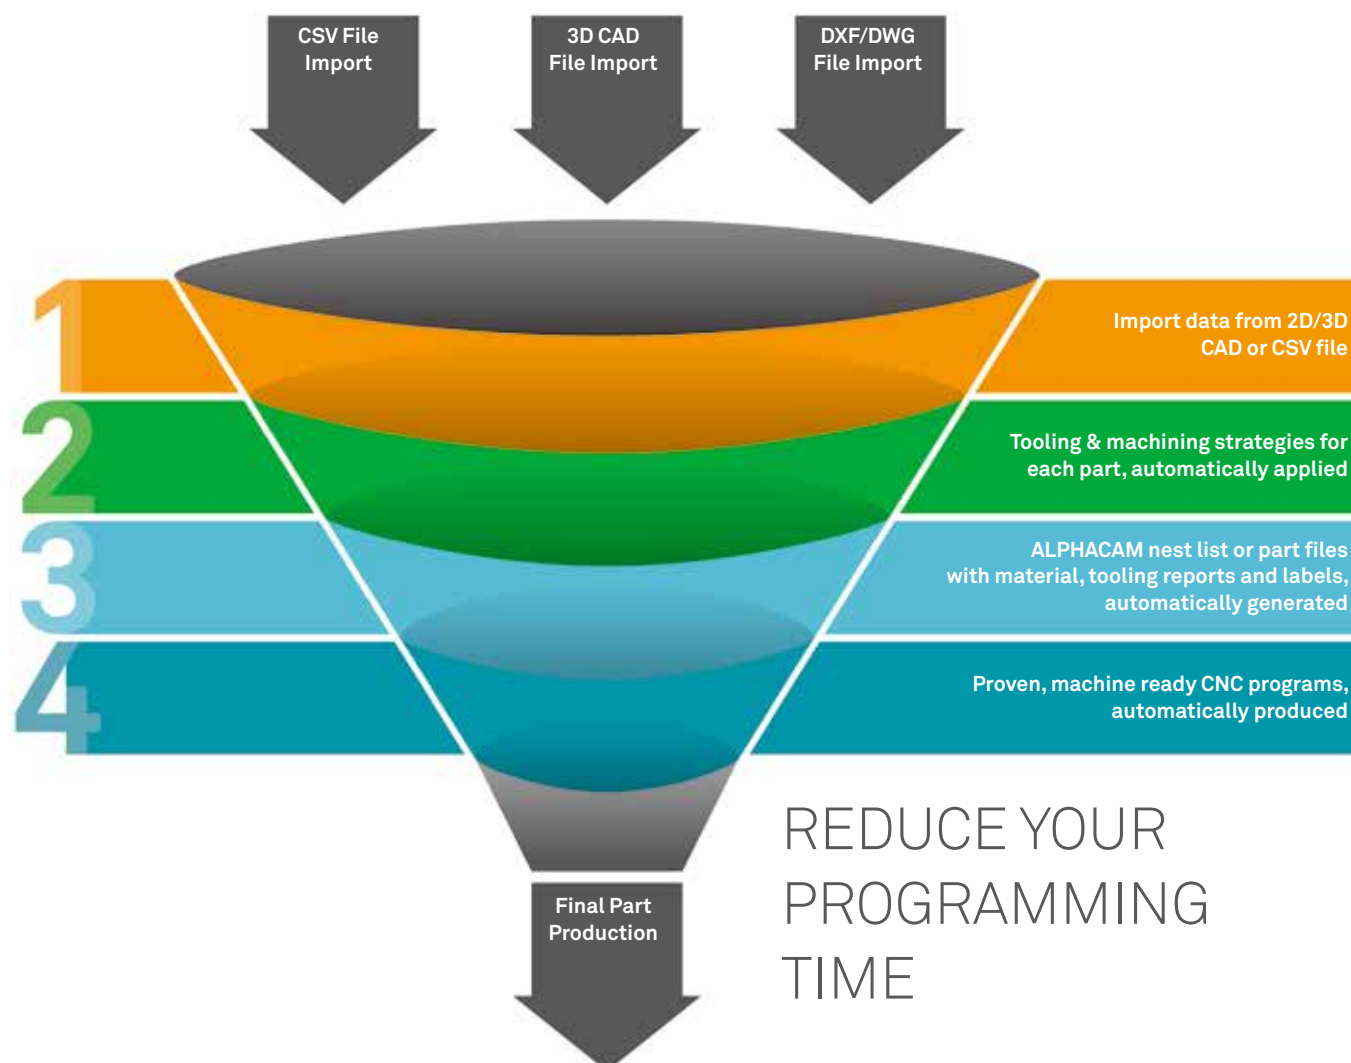 CSV File
Import
3D CAD
File Import
DXF/DWG
File Import
1
Import data from 2D/3D
CAD or CSV file
2
Tooling & machining strategies for
each part, automatically applied
3
ALPHACAM nest list or part files
with material, tooling reports and labels,
automatically generated
4
Proven, machine ready CNC programs,
automatically produced
REDUCE YOUR
PROGRAMMING
TIME
Final Part
Production